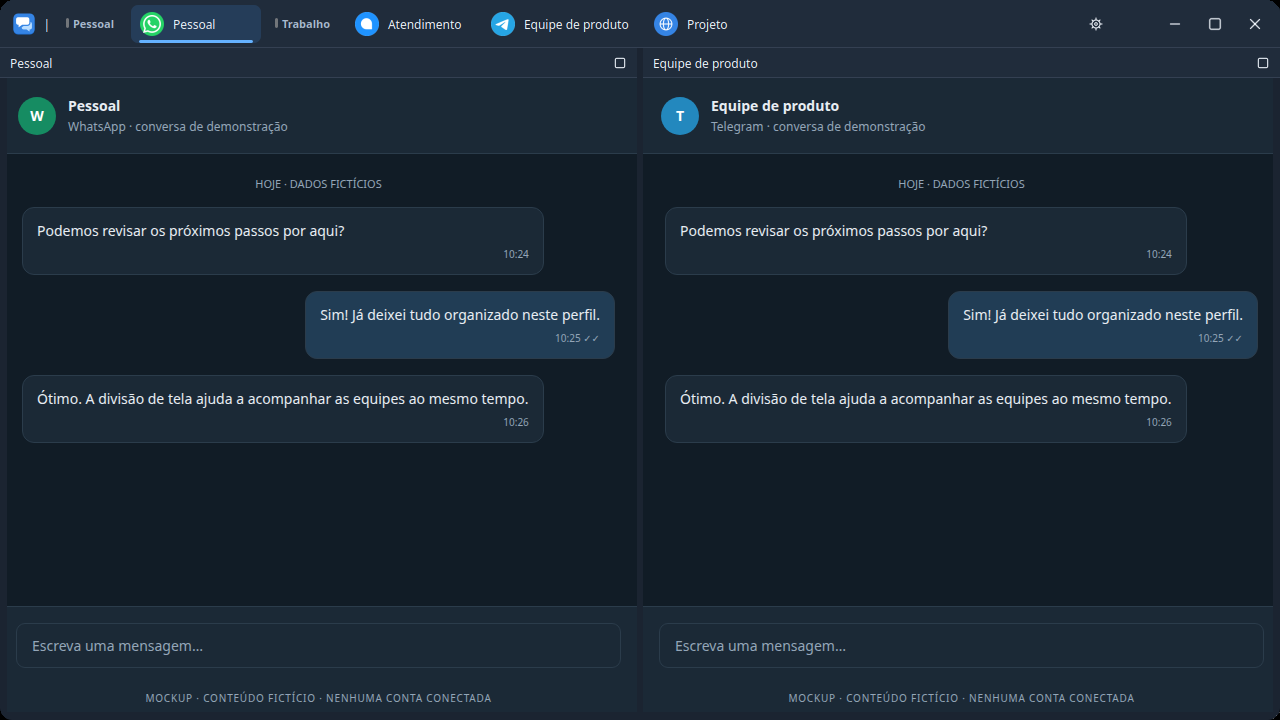 Pessoal
Pessoal
Trabalho
Atendimento
Equipe de produto
Projeto
Pessoal
W
Pessoal
WhatsApp · conversa de demonstração
HOJE · DADOS FICTÍCIOS
Podemos revisar os próximos passos por aqui?
10:24
Sim! Já deixei tudo organizado neste perfil.
10:25 ✓✓
Ótimo. A divisão de tela ajuda a acompanhar as equipes ao mesmo tempo.
10:26
Escreva uma mensagem...
MOCKUP · CONTEÚDO FICTÍCIO · NENHUMA CONTA CONECTADA
Equipe de produto
T
Equipe de produto
Telegram · conversa de demonstração
HOJE · DADOS FICTÍCIOS
Podemos revisar os próximos passos por aqui?
10:24
Sim! Já deixei tudo organizado neste perfil.
10:25 ✓✓
Ótimo. A divisão de tela ajuda a acompanhar as equipes ao mesmo tempo.
10:26
Escreva uma mensagem...
MOCKUP · CONTEÚDO FICTÍCIO · NENHUMA CONTA CONECTADA